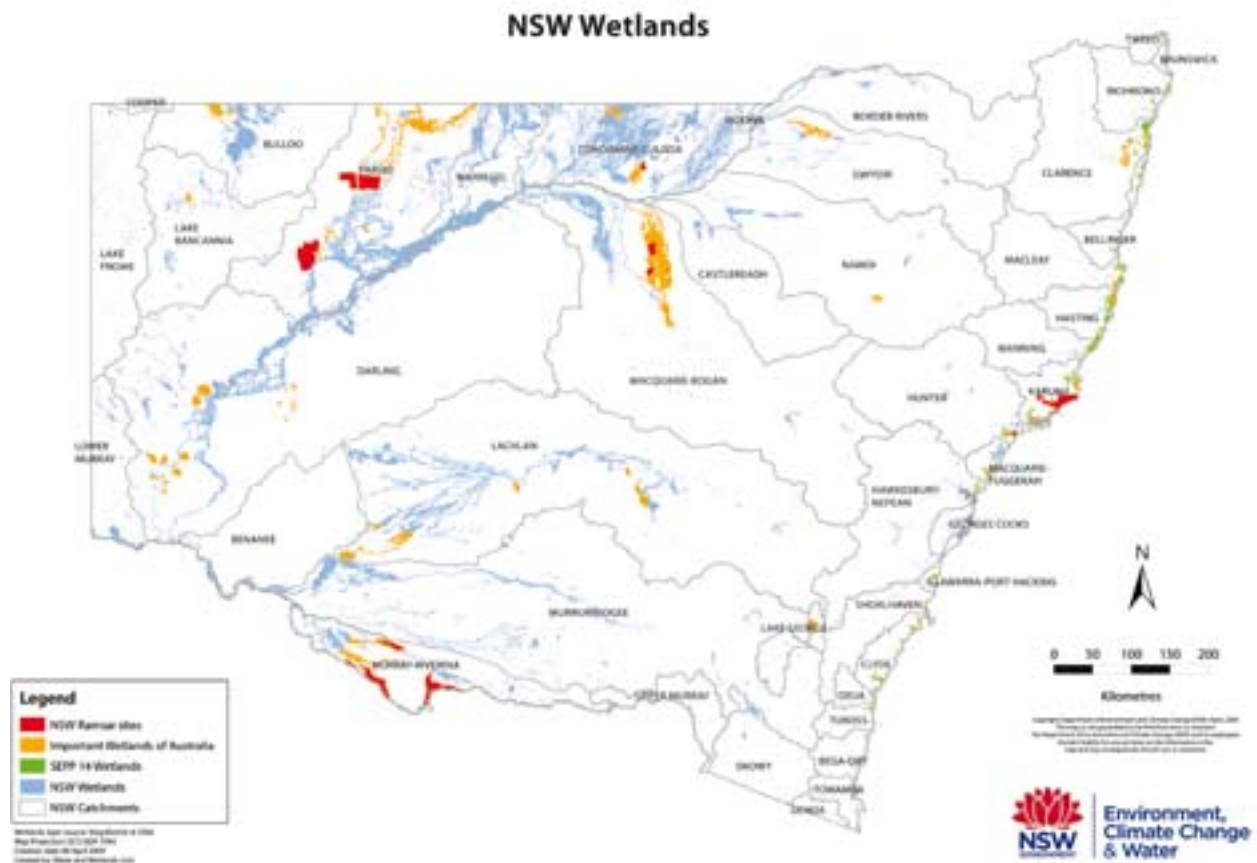 NSW Wetlands
TWEED
BRUNSWICK
RICHMOND
COOPER
BULLOO
MOONIE
BORDER RIVERS
CONDAMINE-CULGOA
PAROO
WARREGO
GWYDIR
CLARENCE
LAKE
BANCANNIA
LAKE
FROME
BELLINGER
MACLEAY
CASTLEREAGH
NAMOI
HASTING
MANNING
DARLING
MACQUARIE-BOGAN
HUNTER
KARUAH
LOWER
MURRAY
LACHLAN
MACQUARIE-
TUGGERAH
HAWKESBURY-
NEPEAN
GEORGES COOKS
BENANEE
ILLAWARRA-PORT HACKING
SHOALHAVEN
MURRUMBIDGEE
LAKE GEORGE
CLYDE
MURRAY-RIVERINA
UPPER MURRAY
DEUA
TUROSS
SNOWY
BEGA-DRY
TOWAMBA
GENOA
N
0 50 100 150 200
Kilometres
Legend
NSW Ramsar sites
Important Wetlands of Australia
SEPP 14 Wetlands
NSW Wetlands
NSW Catchments
NSW
GOVERNMENT
Environment,
Climate Change
& Water